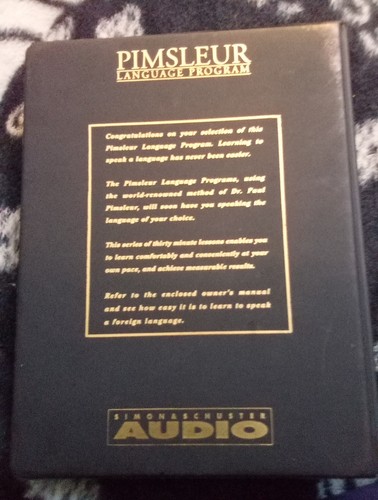 PIMSLEUR
LANGUAGE PROGRAM
Congratulations on your selection of this
Pimsleur Language Program. Learning to
speak a language has never been easier.
The Pimsleur Language Programs, using
the world-renowned method of Dr. Paul
Pimsleur, will soon have you speaking the
language of your choice.
This series of thirty minute lessons enables you
to learn comfortably and conveniently at your
own pace, and achieve measurable results.
Refer to the enclosed owner's manual
and see how easy it is to learn to speak
a foreign language.
SIMON & SCHUSTER
AUDIO